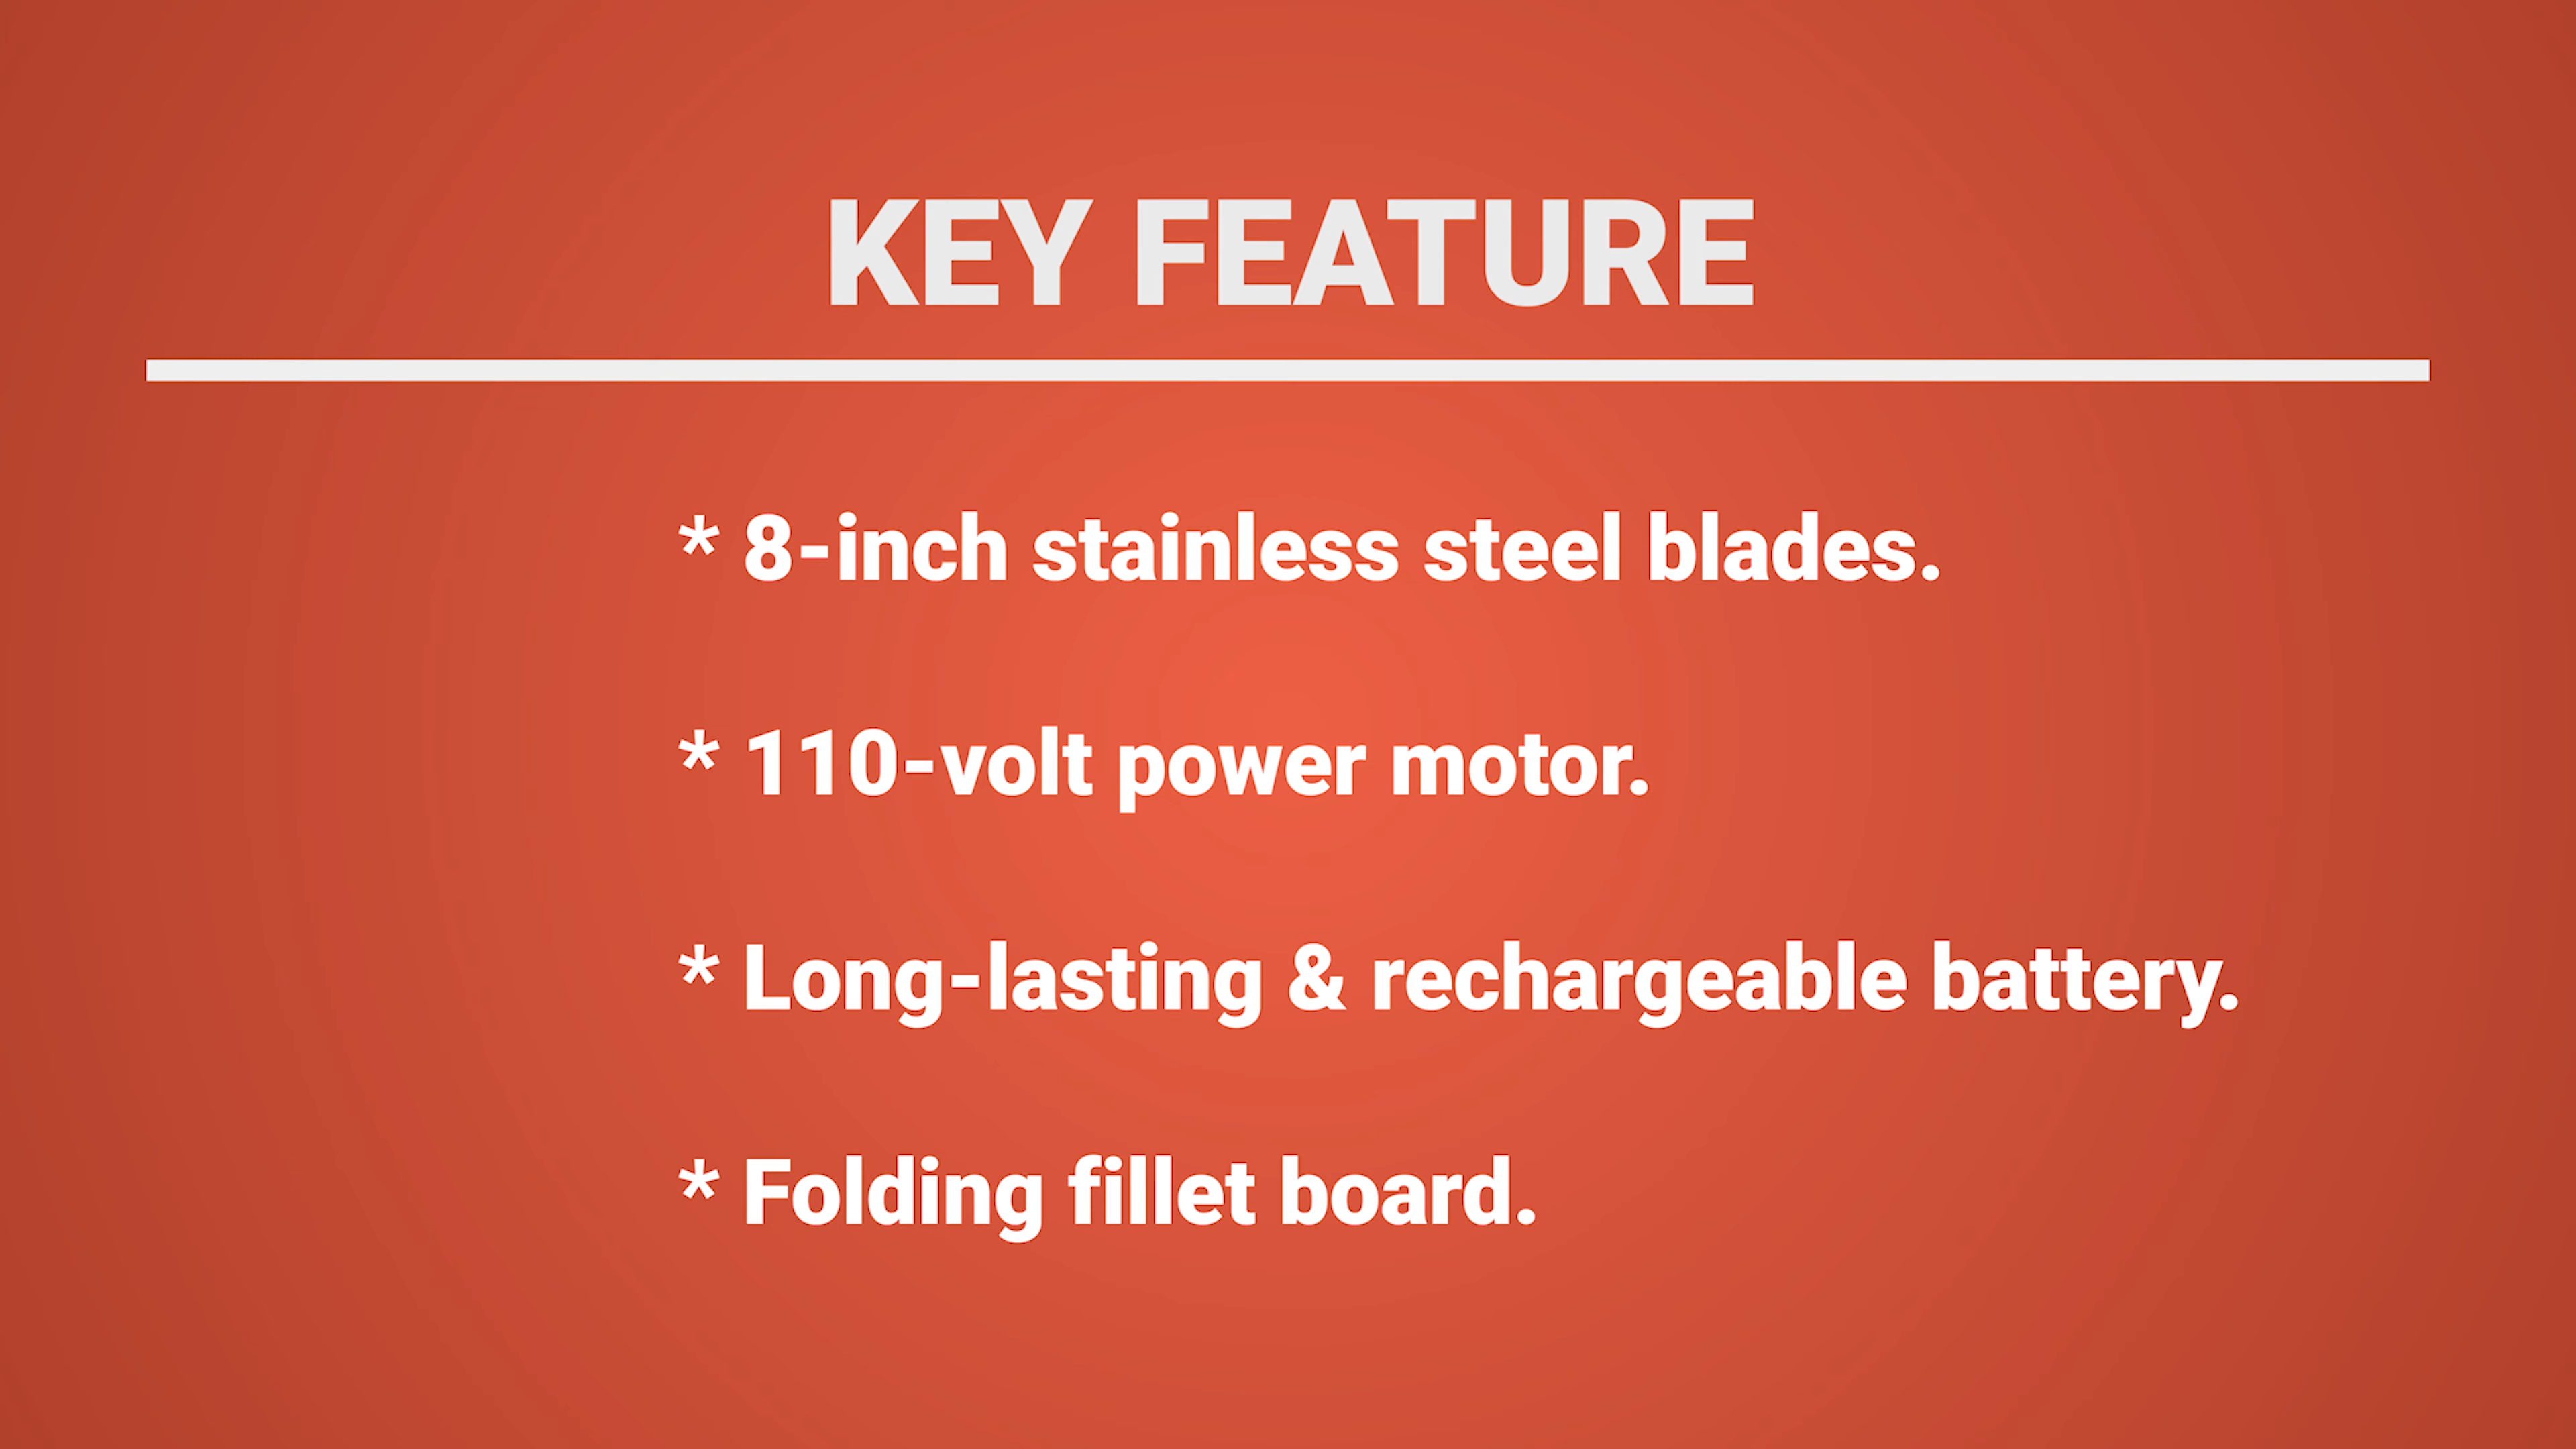 KEY FEATURE
* 8-inch stainless steel blades.
* 110-volt power motor.
* Long-lasting & rechargeable battery.
* Folding fillet board.